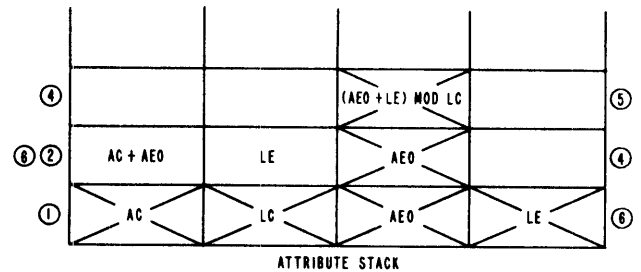 ④ (AEO + LE) MOD LC ⑤
⑥ ② AC + AEO LE AEO ④
① AC LC AEO LE ⑥
ATTRIBUTE STACK